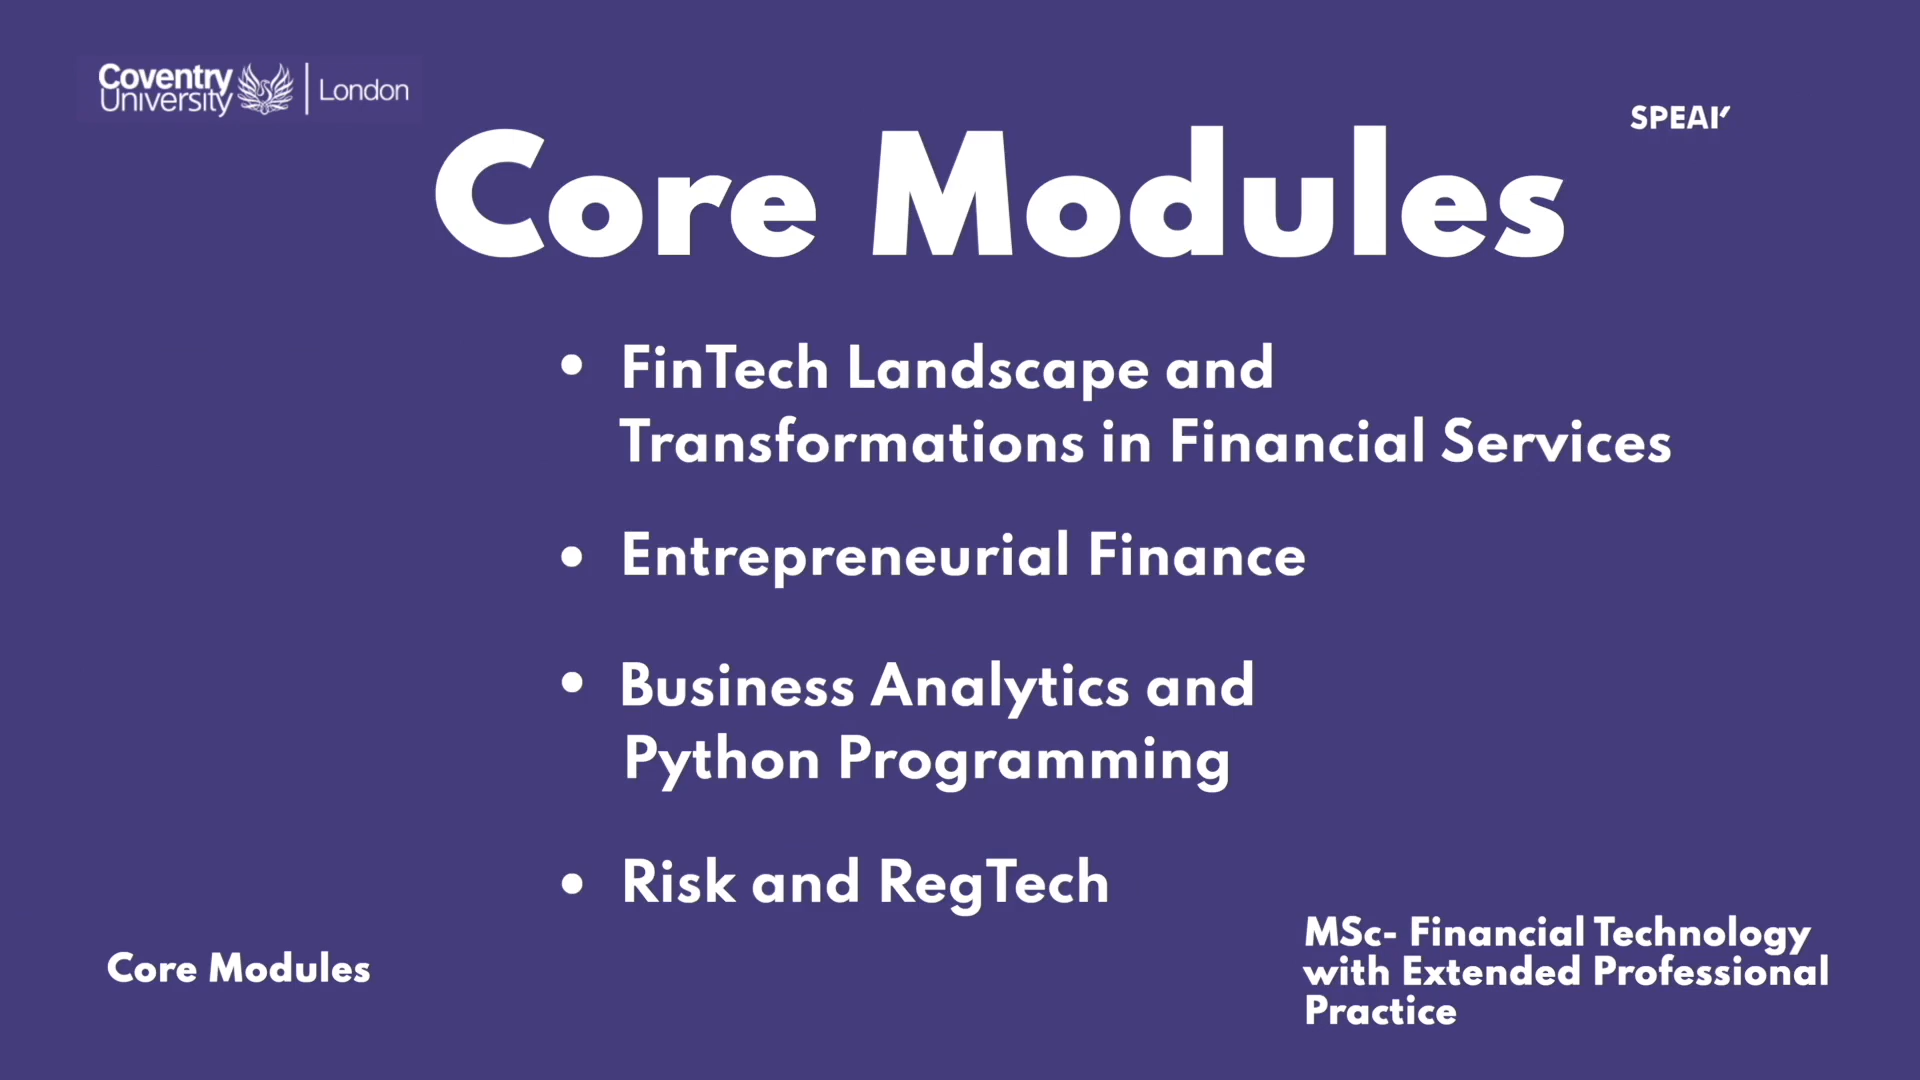 Coventry
University
London
SPEAK
Core Modules
• FinTech Landscape and
Transformations in Financial Services
• Entrepreneurial Finance
• Business Analytics and
Python Programming
• Risk and RegTech
Core Modules
MSc- Financial Technology
with Extended Professional
Practice